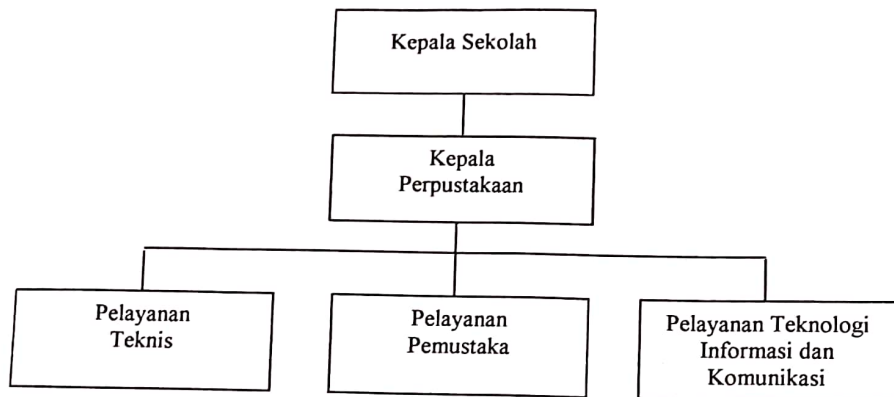 Kepala Sekolah
Kepala
Perpustakaan
Pelayanan
Teknis
Pelayanan
Pemustaka
Pelayanan Teknologi
Informasi dan
Komunikasi